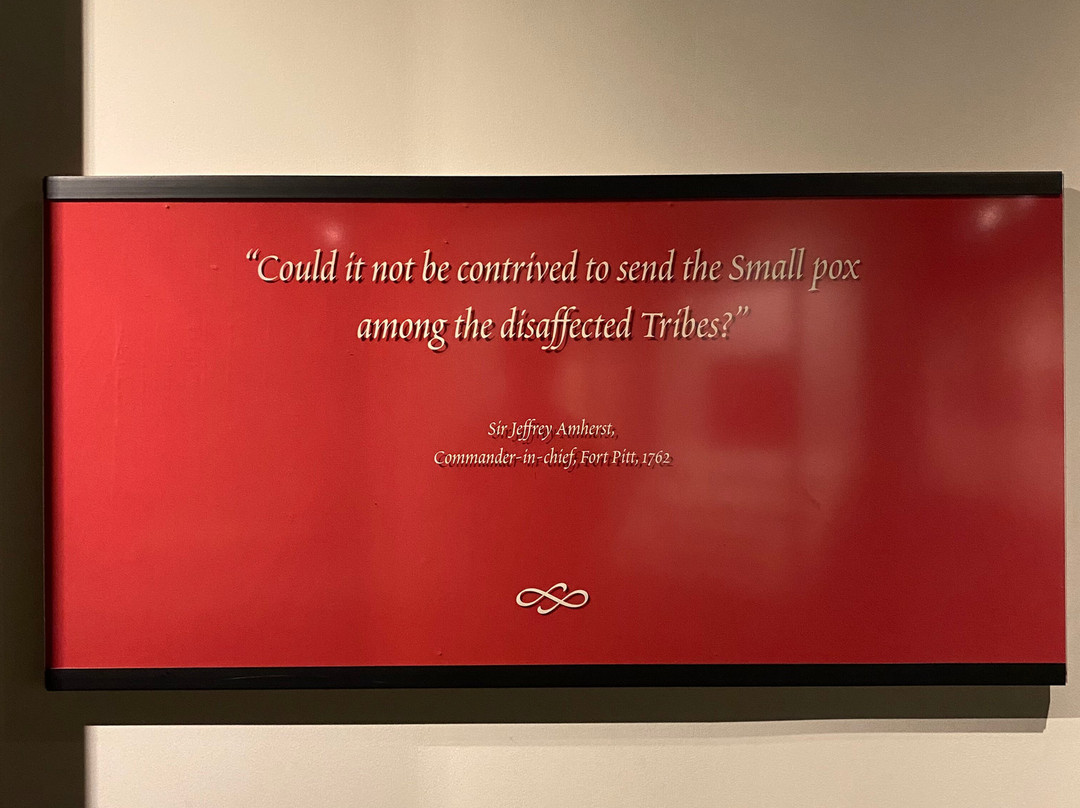 “Could it not be contrived to send the Small pox
among the disaffected Tribes?”
Sir Jeffrey Amherst,
Commander-in-chief, Fort Pitt, 1762